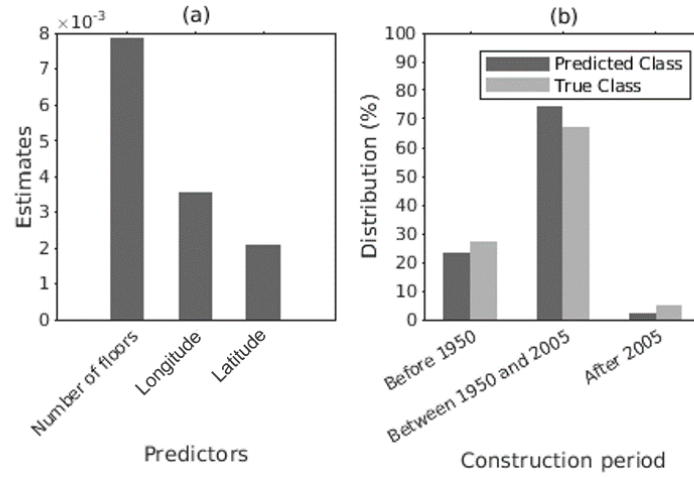 (a)
×10⁻³
8
7
6
5
4
3
2
1
0
Estimates
Number of floors
Longitude
Latitude
Predictors
(b)
100
90
80
70
60
50
40
30
20
10
0
Distribution (%)
Predicted Class
True Class
Before 1950
Between 1950 and 2005
After 2005
Construction period